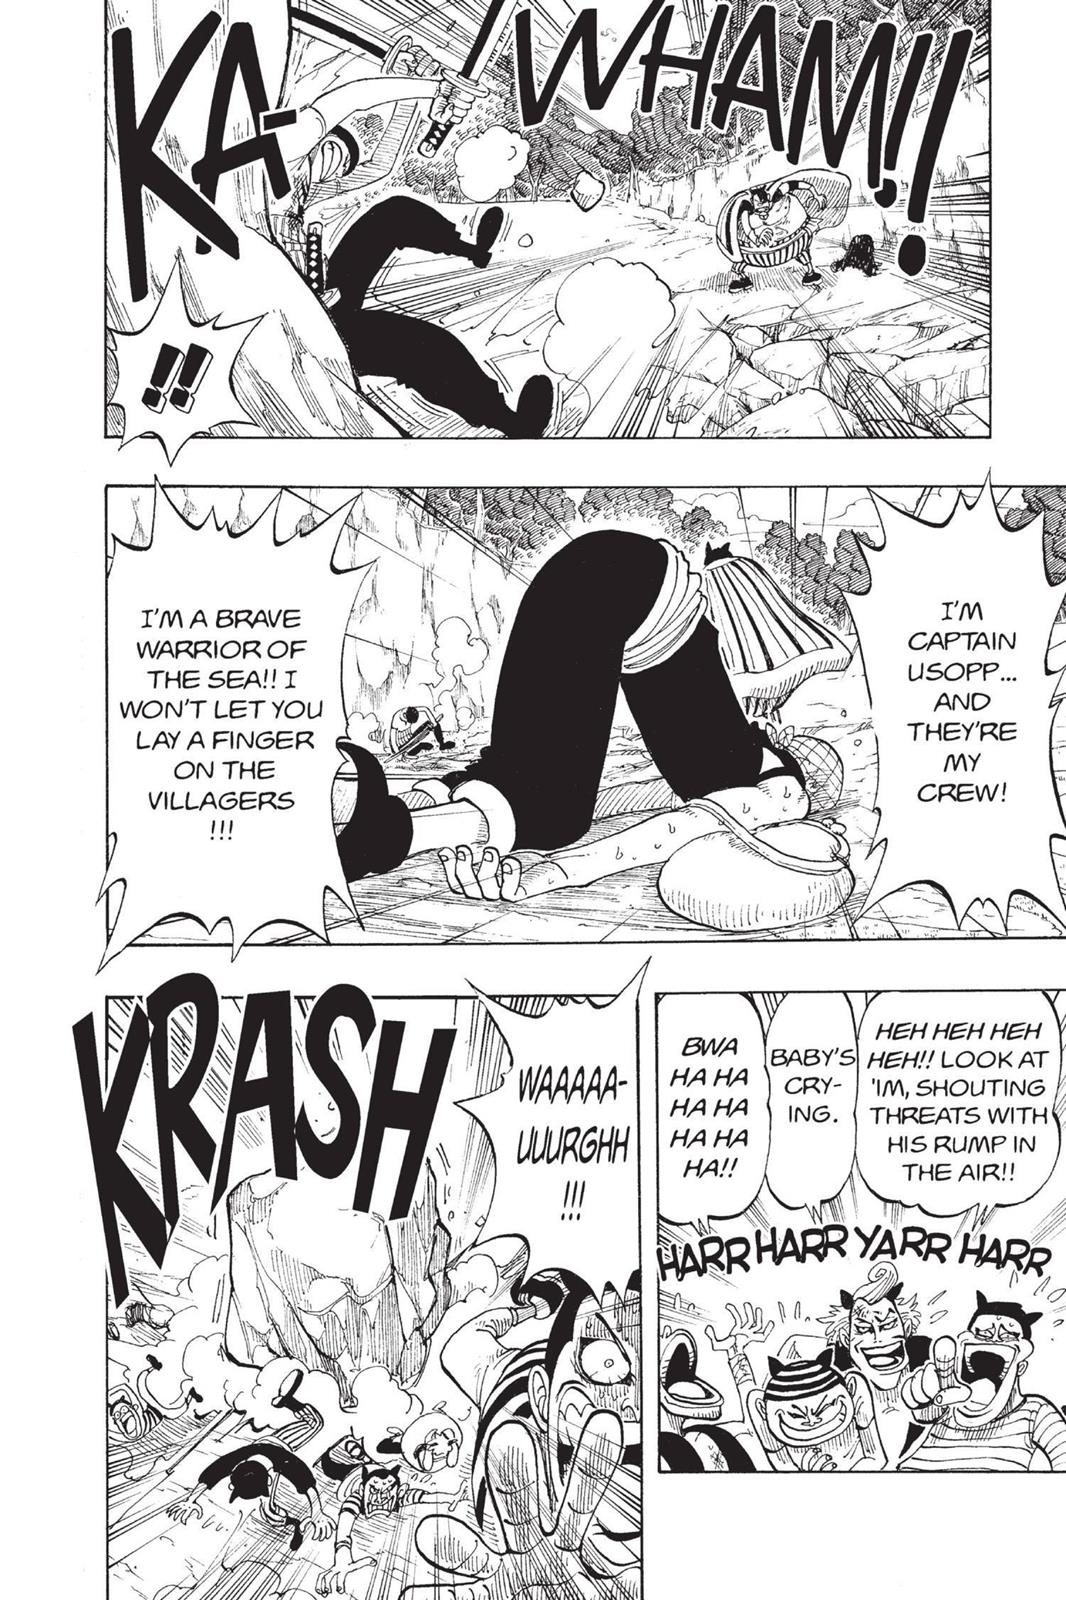 KA-
WHAM!!
!!
I'M
CAPTAIN
USOPP...
AND
THEY'RE
MY
CREW!
I'M A BRAVE
WARRIOR OF
THE SEA!! I
WON'T LET YOU
LAY A FINGER
ON THE
VILLAGERS
!!!
HEH HEH HEH
HEH!! LOOK AT
'IM, SHOUTING
THREATS WITH
HIS RUMP IN
THE AIR!!
BABY'S
CRY-
ING.
BWA
HA HA
HA HA
HA HA
HA!!
HARR HARR YARR HARR
WAAAAA-
UUURGHH
!!!
KRASH